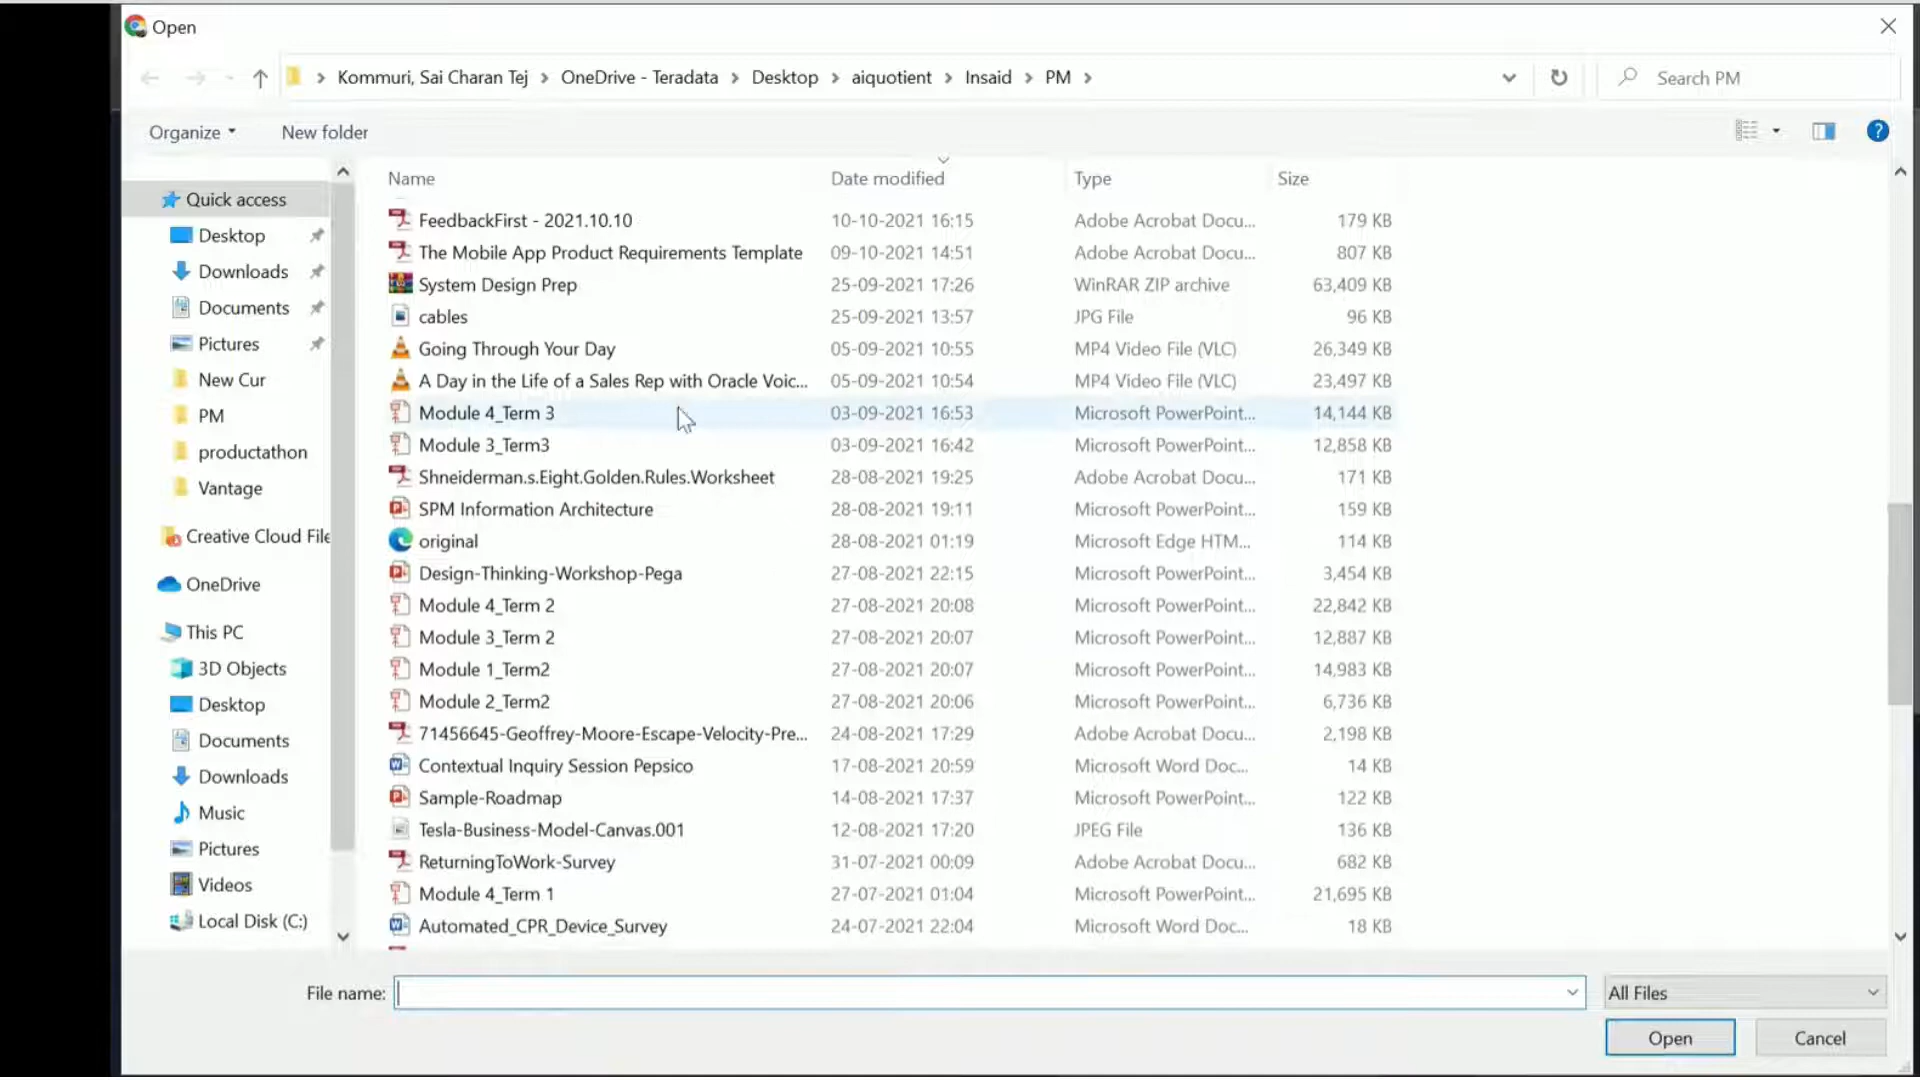 Open
Kommuri, Sai Charan Tej > OneDrive - Teradata > Desktop > aiquotient > Insaid > PM >
Search PM
Organize
New folder
Name Date modified Type Size
Quick access
Desktop
Downloads
Documents
Pictures
New Cur
PM
productathon
Vantage
Creative Cloud File
OneDrive
This PC
3D Objects
Desktop
Documents
Downloads
Music
Pictures
Videos
Local Disk (C:)
FeedbackFirst - 2021.10.10 10-10-2021 16:15 Adobe Acrobat Docu... 179 KB
The Mobile App Product Requirements Template 09-10-2021 14:51 Adobe Acrobat Docu... 807 KB
System Design Prep 25-09-2021 17:26 WinRAR ZIP archive 63,409 KB
cables 25-09-2021 13:57 JPG File 96 KB
Going Through Your Day 05-09-2021 10:55 MP4 Video File (VLC) 26,349 KB
A Day in the Life of a Sales Rep with Oracle Voic... 05-09-2021 10:54 MP4 Video File (VLC) 23,497 KB
Module 4_Term 3 03-09-2021 16:53 Microsoft PowerPoint... 14,144 KB
Module 3_Term3 03-09-2021 16:42 Microsoft PowerPoint... 12,858 KB
Shneiderman.s.Eight.Golden.Rules.Worksheet 28-08-2021 19:25 Adobe Acrobat Docu... 171 KB
SPM Information Architecture 28-08-2021 19:11 Microsoft PowerPoint... 159 KB
original 28-08-2021 01:19 Microsoft Edge HTM... 114 KB
Design-Thinking-Workshop-Pega 27-08-2021 22:15 Microsoft PowerPoint... 3,454 KB
Module 4_Term 2 27-08-2021 20:08 Microsoft PowerPoint... 22,842 KB
Module 3_Term 2 27-08-2021 20:07 Microsoft PowerPoint... 12,887 KB
Module 1_Term2 27-08-2021 20:07 Microsoft PowerPoint... 14,983 KB
Module 2_Term2 27-08-2021 20:06 Microsoft PowerPoint... 6,736 KB
71456645-Geoffrey-Moore-Escape-Velocity-Pre... 24-08-2021 17:29 Adobe Acrobat Docu... 2,198 KB
Contextual Inquiry Session Pepsico 17-08-2021 20:59 Microsoft Word Doc... 14 KB
Sample-Roadmap 14-08-2021 17:37 Microsoft PowerPoint... 122 KB
Tesla-Business-Model-Canvas.001 12-08-2021 17:20 JPEG File 136 KB
ReturningToWork-Survey 31-07-2021 00:09 Adobe Acrobat Docu... 682 KB
Module 4_Term 1 27-07-2021 01:04 Microsoft PowerPoint... 21,695 KB
Automated_CPR_Device_Survey 24-07-2021 22:04 Microsoft Word Doc... 18 KB
File name:
All Files
Open
Cancel